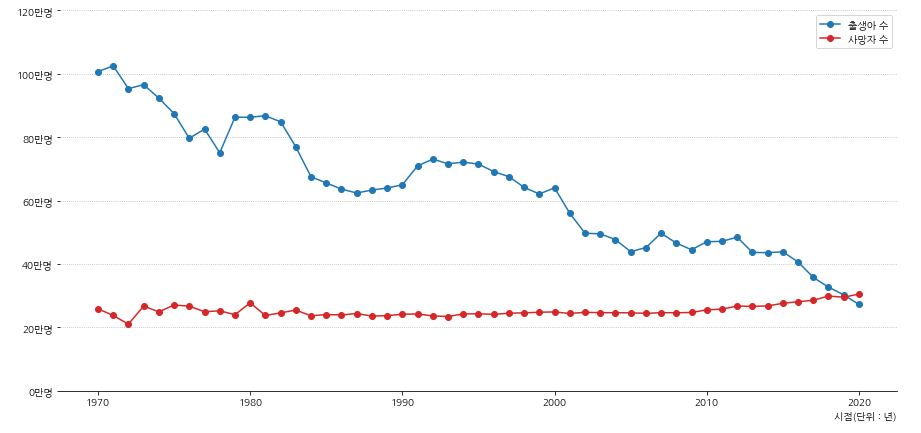 120만명
100만명
80만명
60만명
40만명
20만명
0만명
출생아 수
사망자 수
1970
1980
1990
2000
2010
2020
시점(단위 : 년)